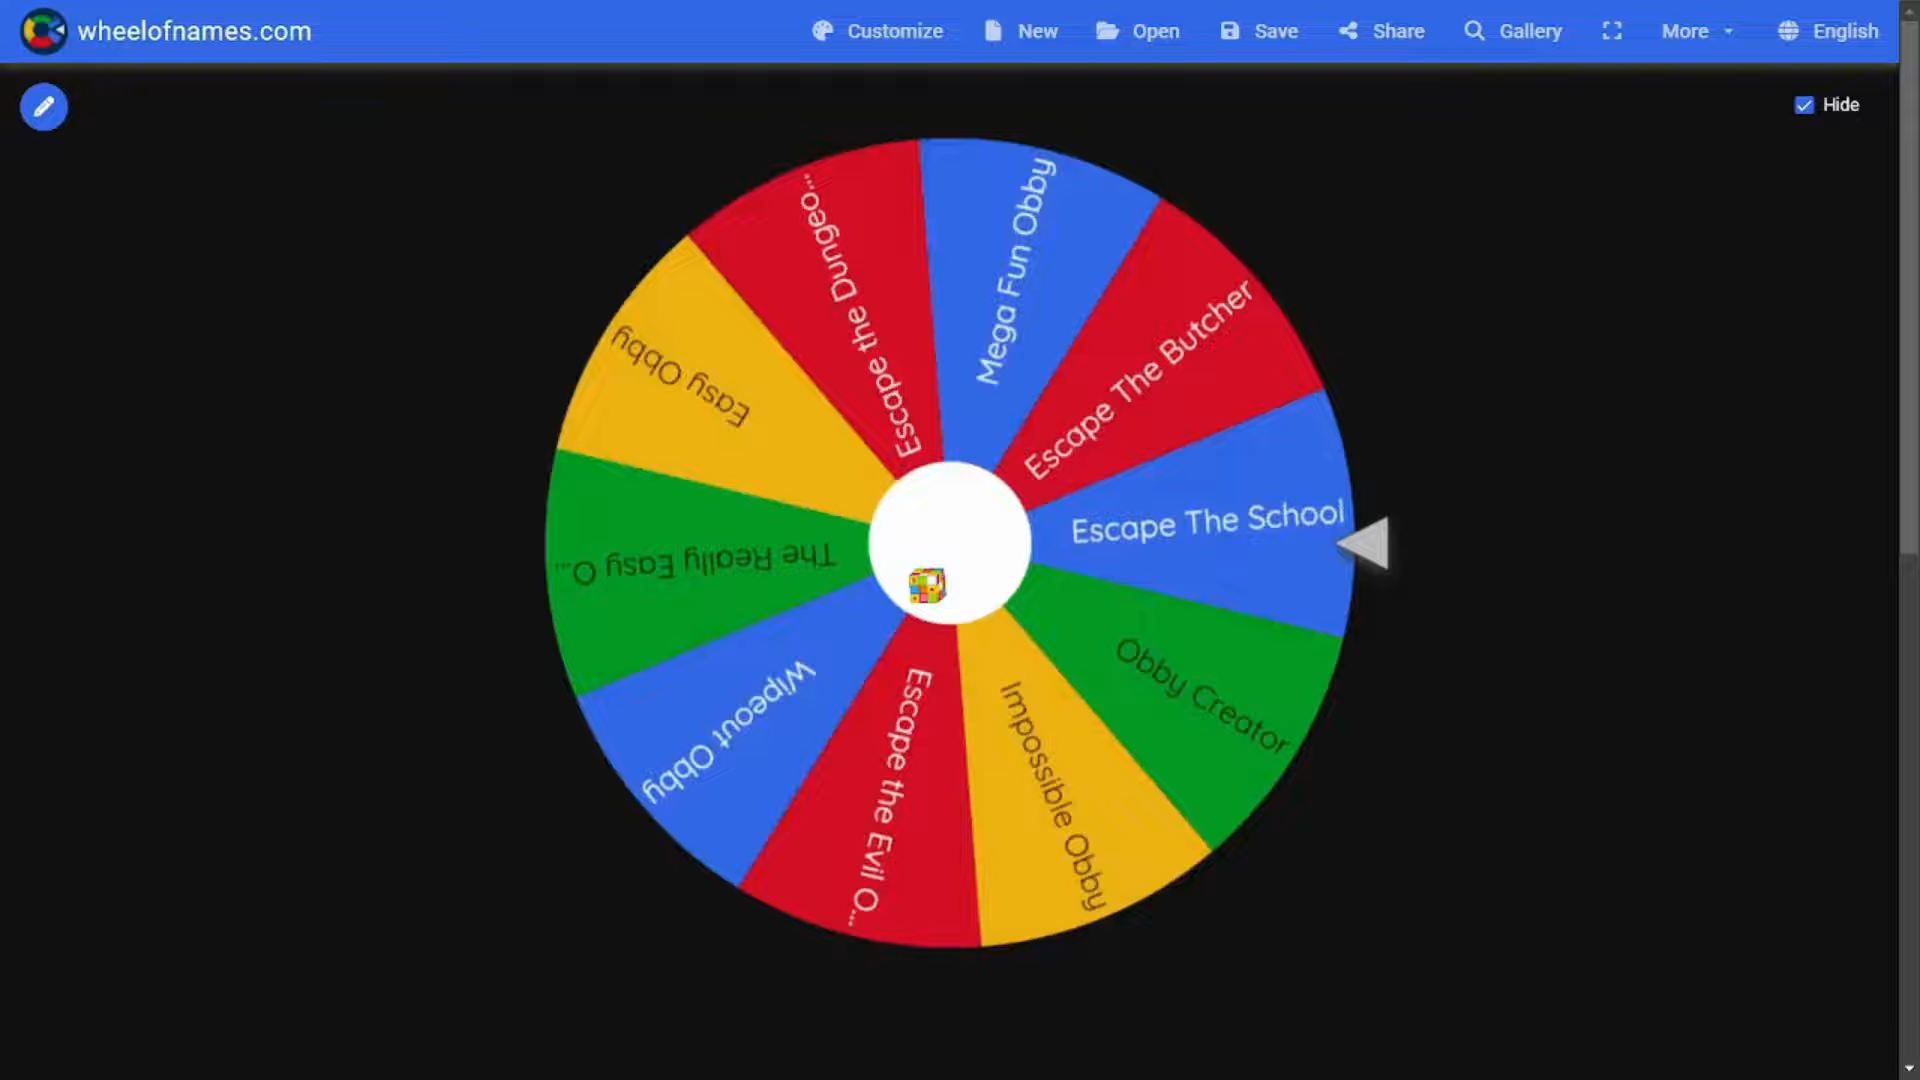 wheelofnames.com
Customize
New
Open
Save
Share
Gallery
More
English
Hide
Mega Fun Obby
Escape The Butcher
Escape The School
Obby Creator
Impossible Obby
Escape the Evil O...
Wipeout Obby
The Really Easy O...
Easy Obby
Escape the Dungeo...